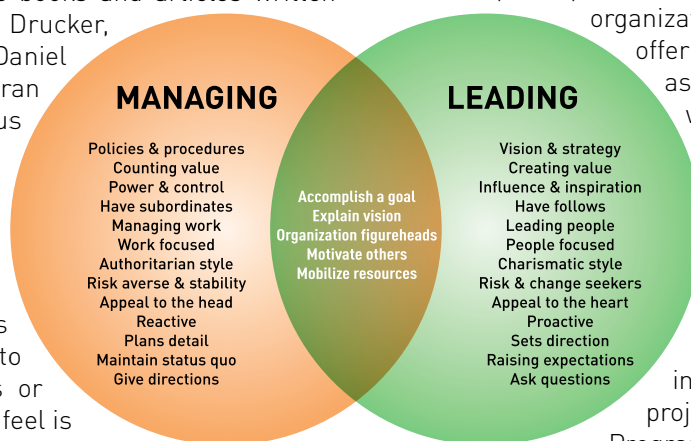 books and articles written
Drucker,
Daniel
MANAGING
Policies & procedures
Counting value
Power & control
Have subordinates
Managing work
Work focused
Authoritarian style
Risk averse & stability
Appeal to the head
Reactive
Plans detail
Maintain status quo
Give directions
Accomplish a goal
Explain vision
Organization figureheads
Motivate others
Mobilize resources
LEADING
Vision & strategy
Creating value
Influence & inspiration
Have follows
Leading people
People focused
Charismatic style
Risk & change seekers
Appeal to the heart
Proactive
Sets direction
Raising expectations
Ask questions
to
or
feel is
organiza
offer
as
in
proj